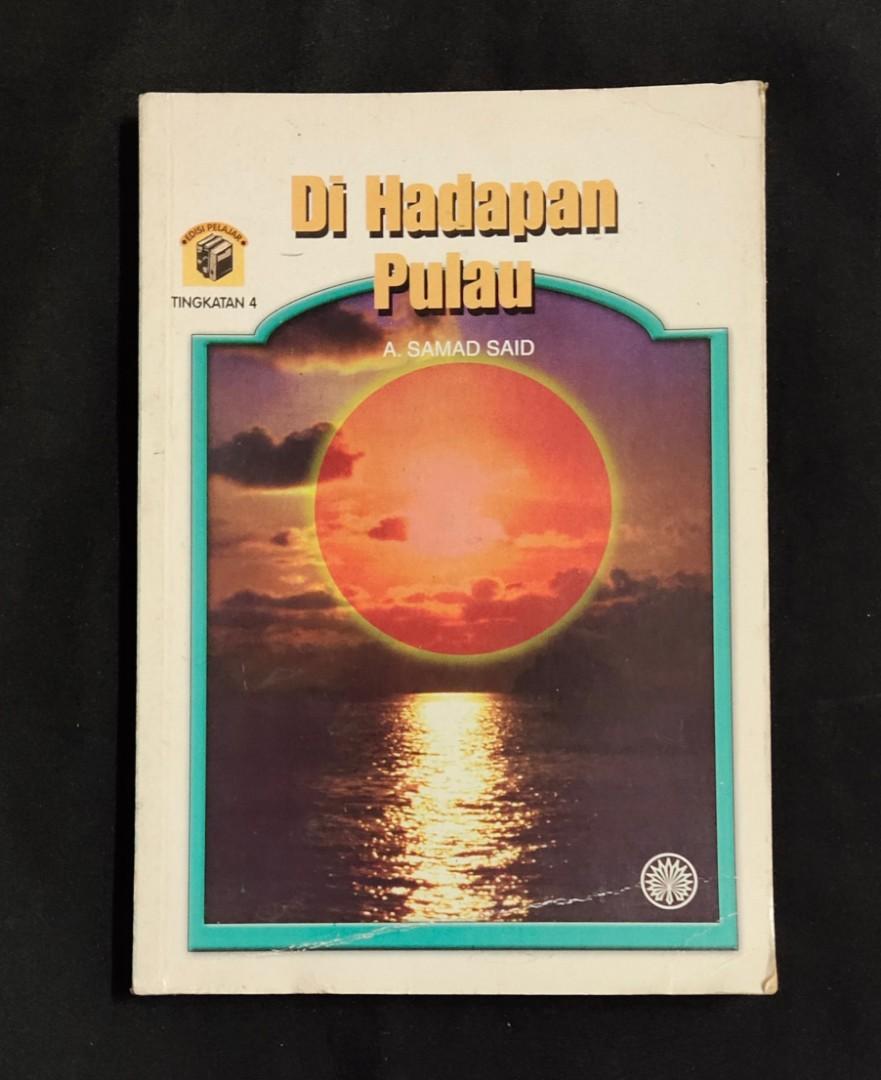 Di Hadapan
Pulau
•EDISI PELAJAR•
TINGKATAN 4
A. SAMAD SAID